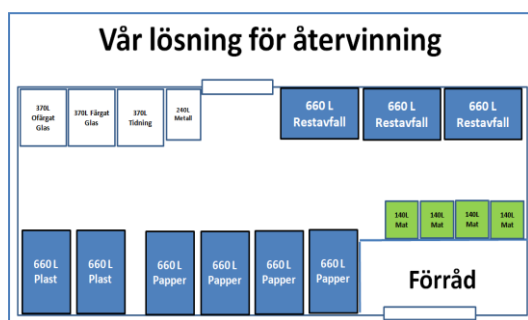 Vår lösning för återvinning
370L
Ofärgat
Glas
370L Färgat
Glas
370L
Tidning
240L
Metall
660 L
Restavfall
660 L
Restavfall
660 L
Restavfall
140L
Mat
140L
Mat
140L
Mat
140L
Mat
660 L
Plast
660 L
Plast
660 L
Papper
660 L
Papper
660 L
Papper
660 L
Papper
Förråd